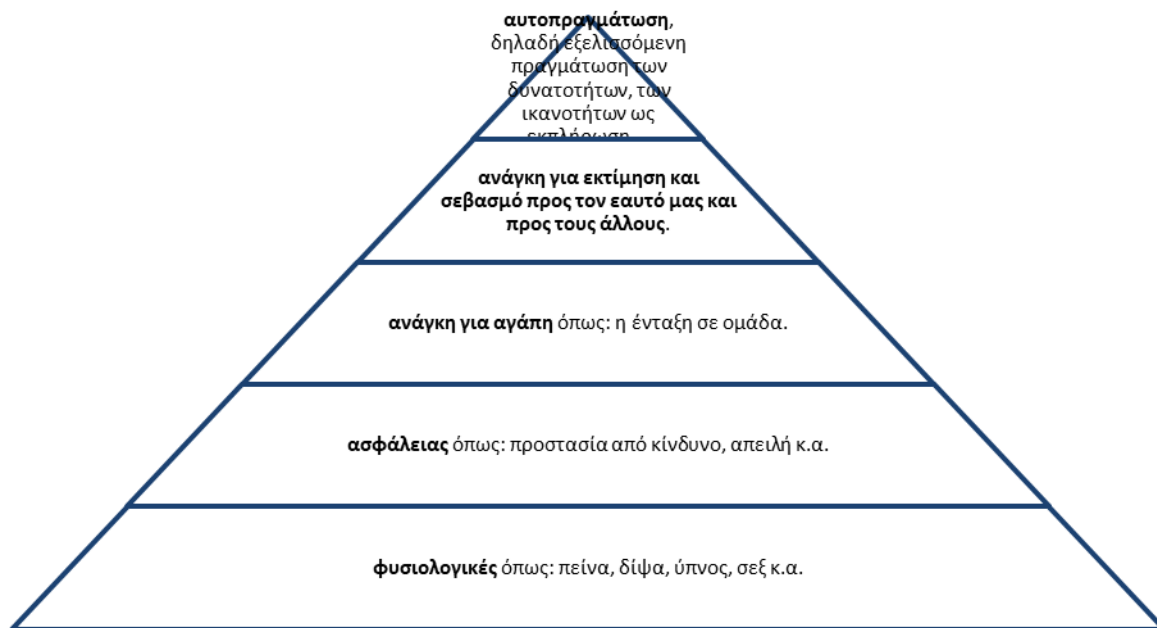 αυτοπραγμάτωση,
δηλαδή εξελισσόμενη
πραγμάτωση των
δυνατοτήτων, των
ικανοτήτων ως
εκπλήρωση
ανάγκη για εκτίμηση και
σεβασμό προς τον εαυτό μας και
προς τους άλλους.
ανάγκη για αγάπη όπως: η ένταξη σε ομάδα.
ασφάλειας όπως: προστασία από κίνδυνο, απειλή κ.α.
φυσιολογικές όπως: πείνα, δίψα, ύπνος, σεξ κ.α.